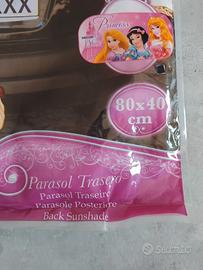 XX
Princess
80x40
cm
Parasol Trasero
Parasol Traseiro
Parasole Posteriore
Back Sunshade
Subito